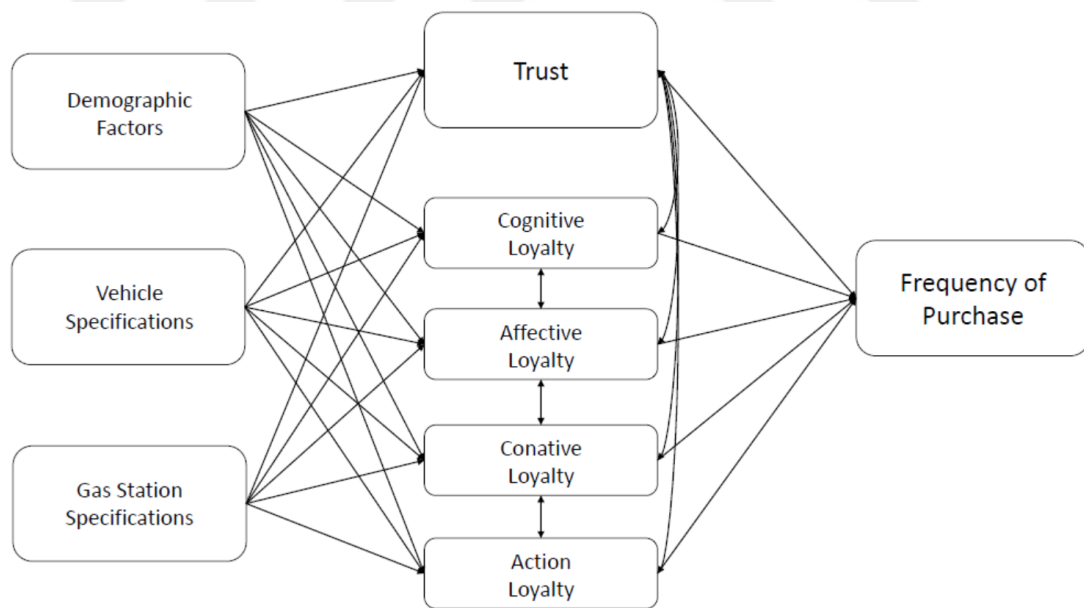 Demographic
Factors
Vehicle
Specifications
Gas Station
Specifications
Trust
Cognitive
Loyalty
Affective
Loyalty
Conative
Loyalty
Action
Loyalty
Frequency of
Purchase